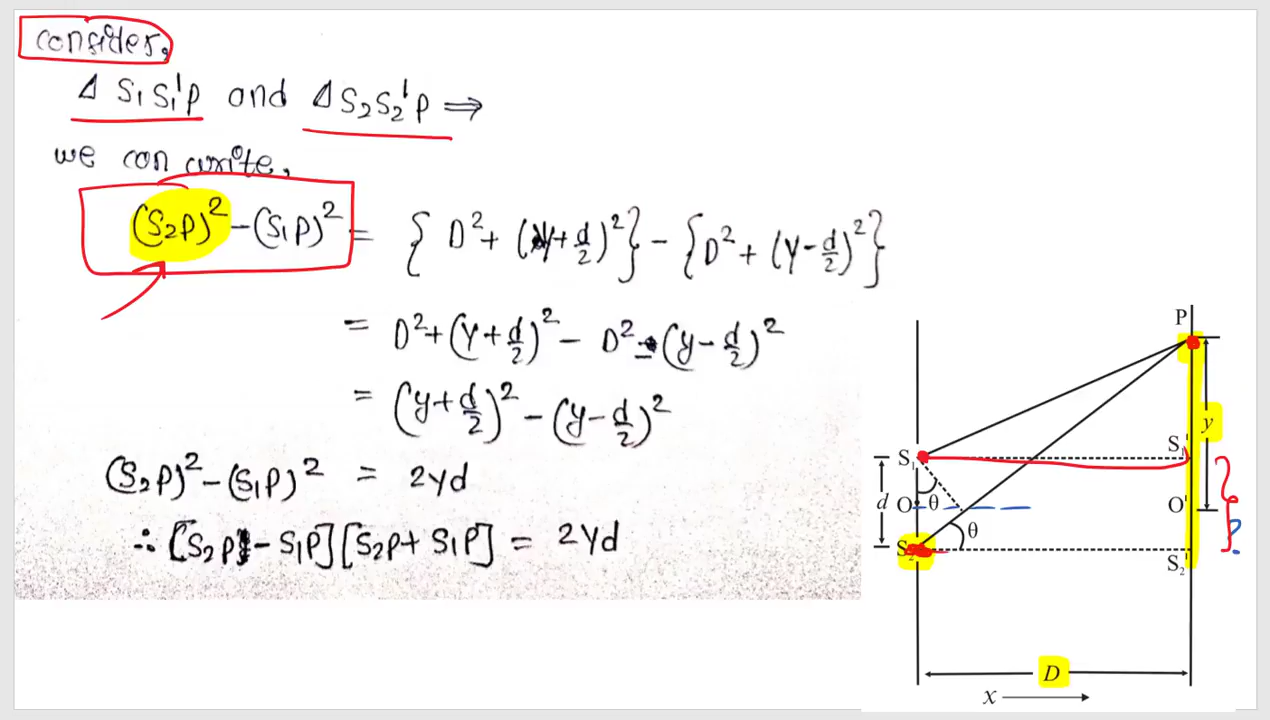 consider,
Δ S₁S₁'P and ΔS₂S₂'P ⇒
we can write,
(S₂P)² - (S₁P)² = { D² + (y + d/2)² } - { D² + (y - d/2)² }
= D² + (y + d/2)² - D² - (y - d/2)²
= (y + d/2)² - (y - d/2)²
(S₂P)² - (S₁P)² = 2yd
∴ [S₂P - S₁P] [S₂P + S₁P] = 2yd
P
y
S₁ S₁'
d O θ O' ?
θ
S₂ S₂'
D
x